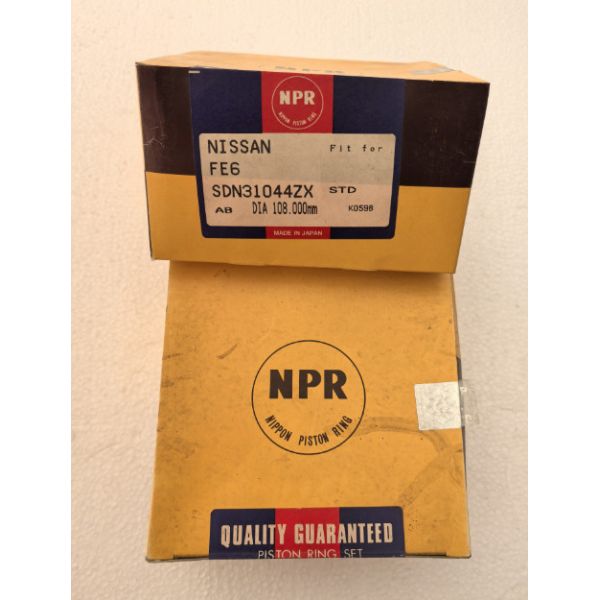 NPR
NPR
NIPPON PISTON RING
NISSAN Fit for
FE6
SDN31044ZX STD
AB DIA 108.000mm K0598
MADE IN JAPAN
NPR
NIPPON PISTON RING
QUALITY GUARANTEED
PISTON RING SET